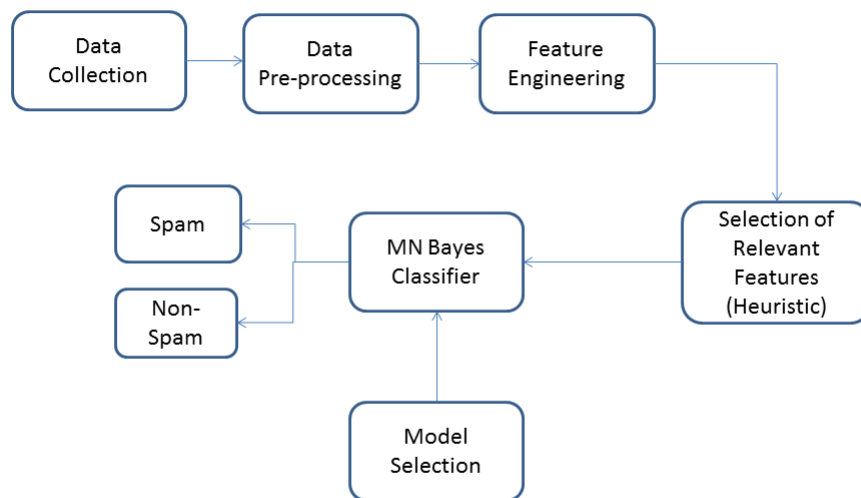 Data
Collection
Data
Pre-processing
Feature
Engineering
Selection of
Relevant
Features
(Heuristic)
MN Bayes
Classifier
Spam
Non-
Spam
Model
Selection